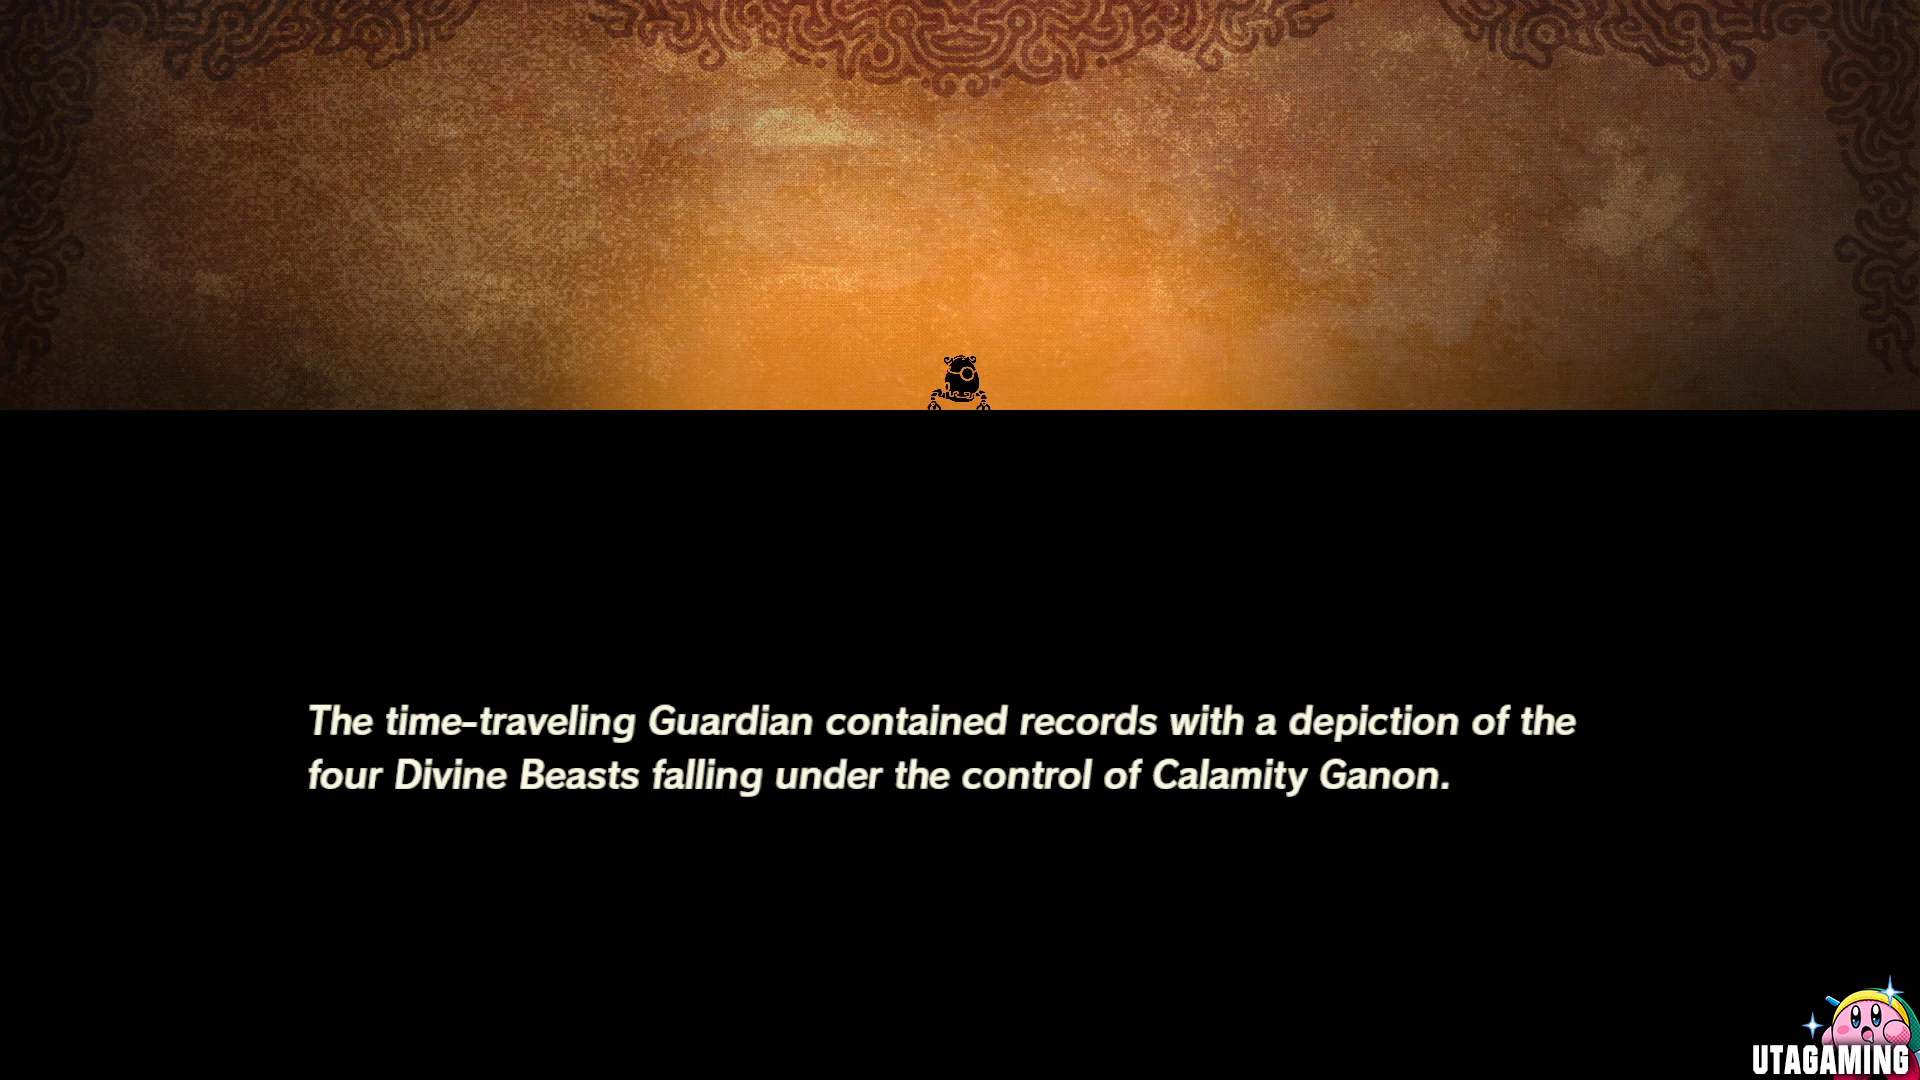 The time-traveling Guardian contained records with a depiction of the
four Divine Beasts falling under the control of Calamity Ganon.
UTAGAMING